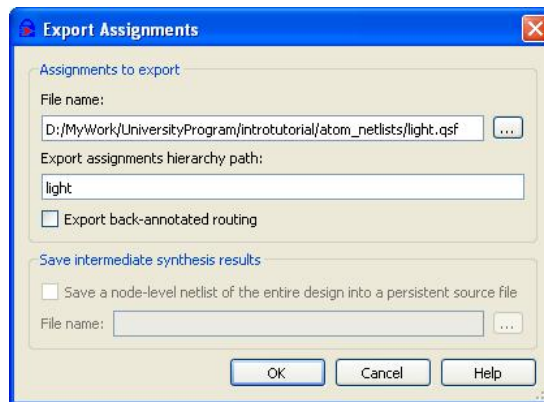 Export Assignments
Assignments to export
File name:
D:/MyWork/UniversityProgram/introtutorial/atom_netlists/light.qsf
...
Export assignments hierarchy path:
light
Export back-annotated routing
Save intermediate synthesis results
Save a node-level netlist of the entire design into a persistent source file
File name:
...
OK Cancel Help